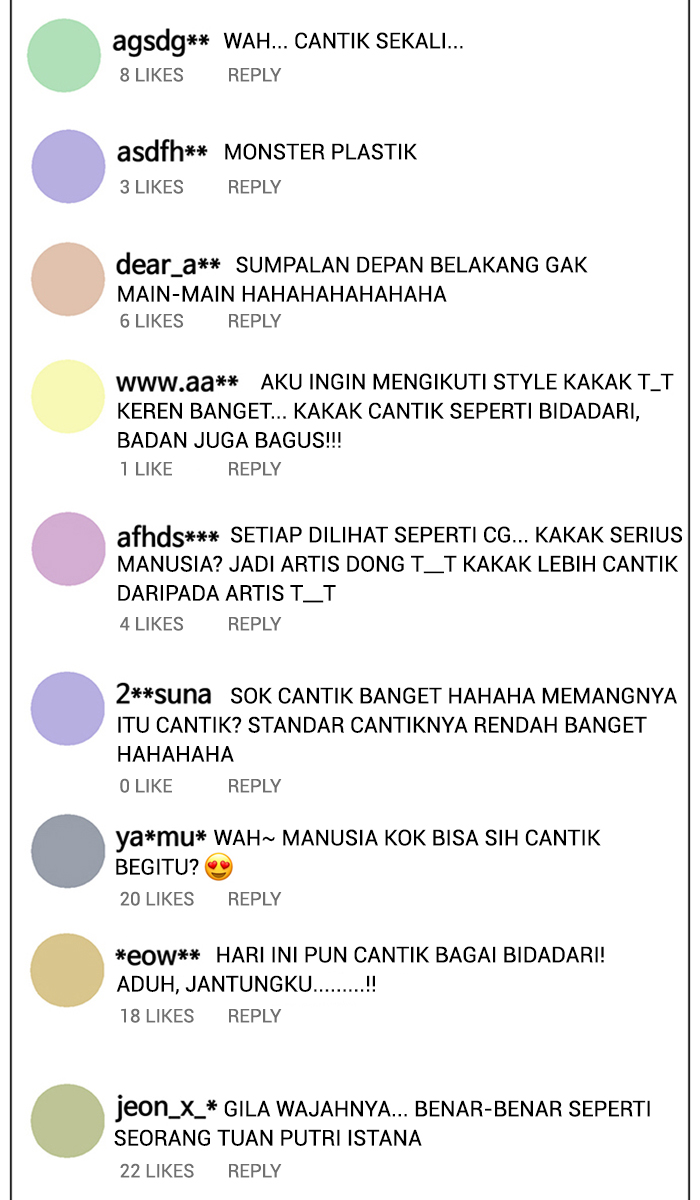 agsdg** WAH... CANTIK SEKALI...
8 LIKES REPLY
asdfh** MONSTER PLASTIK
3 LIKES REPLY
dear_a** SUMPALAN DEPAN BELAKANG GAK
MAIN-MAIN HAHAHAHAHAHAHA
6 LIKES REPLY
www.aa** AKU INGIN MENGIKUTI STYLE KAKAK T_T
KEREN BANGET... KAKAK CANTIK SEPERTI BIDADARI,
BADAN JUGA BAGUS!!!
1 LIKE REPLY
afhds*** SETIAP DILIHAT SEPERTI CG... KAKAK SERIUS
MANUSIA? JADI ARTIS DONG T__T KAKAK LEBIH CANTIK
DARIPADA ARTIS T__T
4 LIKES REPLY
2**suna SOK CANTIK BANGET HAHAHA MEMANGNYA
ITU CANTIK? STANDAR CANTIKNYA RENDAH BANGET
HAHAHAHA
0 LIKE REPLY
ya*mu* WAH~ MANUSIA KOK BISA SIH CANTIK
BEGITU? 😍
20 LIKES REPLY
*eow** HARI INI PUN CANTIK BAGAI BIDADARI!
ADUH, JANTUNGKU.........!!
18 LIKES REPLY
jeon_x_* GILA WAJAHNYA... BENAR-BENAR SEPERTI
SEORANG TUAN PUTRI ISTANA
22 LIKES REPLY